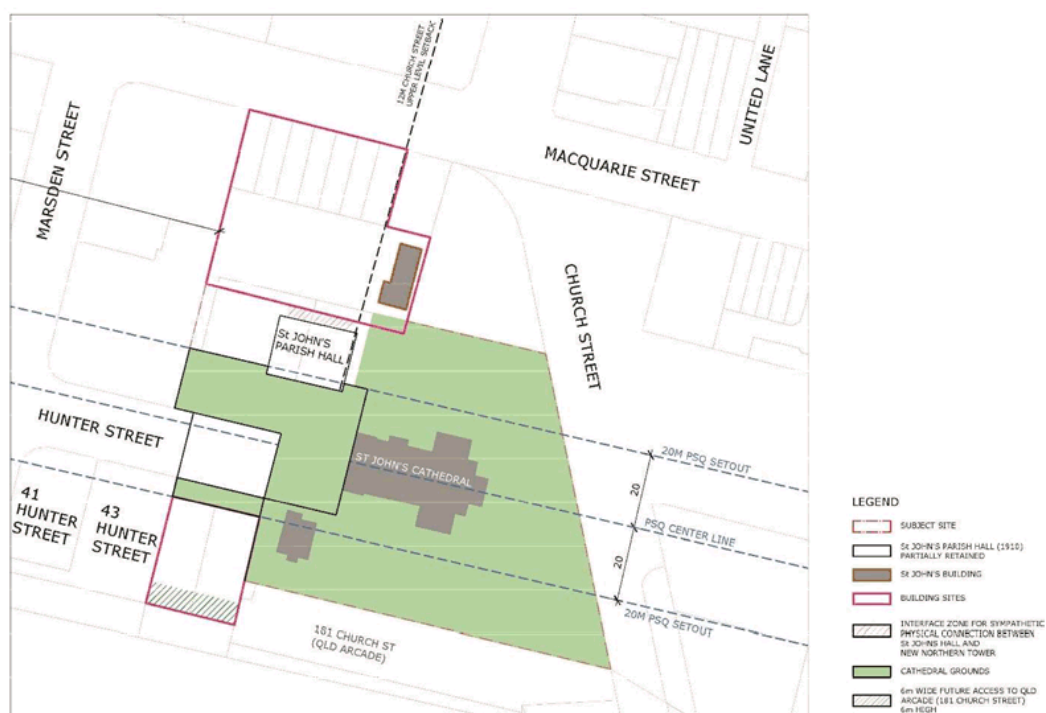 12M CHURCH STREET
UPPER LEVEL SETBACK
UNITED LANE
MARSDEN STREET
MACQUARIE STREET
CHURCH STREET
St JOHN'S
PARISH HALL
HUNTER STREET
ST JOHN'S CATHEDRAL
20M PSQ SETOUT
20
PSQ CENTER LINE
20
20M PSQ SETOUT
41
HUNTER
STREET
43
HUNTER
STREET
181 CHURCH ST
(QLD ARCADE)
LEGEND
SUBJECT SITE
St JOHN'S PARISH HALL (1910)
PARTIALLY RETAINED
St JOHN'S BUILDING
BUILDING SITES
INTERFACE ZONE FOR SYMPATHETIC
PHYSICAL CONNECTION BETWEEN
St JOHNS HALL AND
NEW NORTHERN TOWER
CATHEDRAL GROUNDS
6m WIDE FUTURE ACCESS TO QLD
ARCADE (181 CHURCH STREET)
6m HIGH